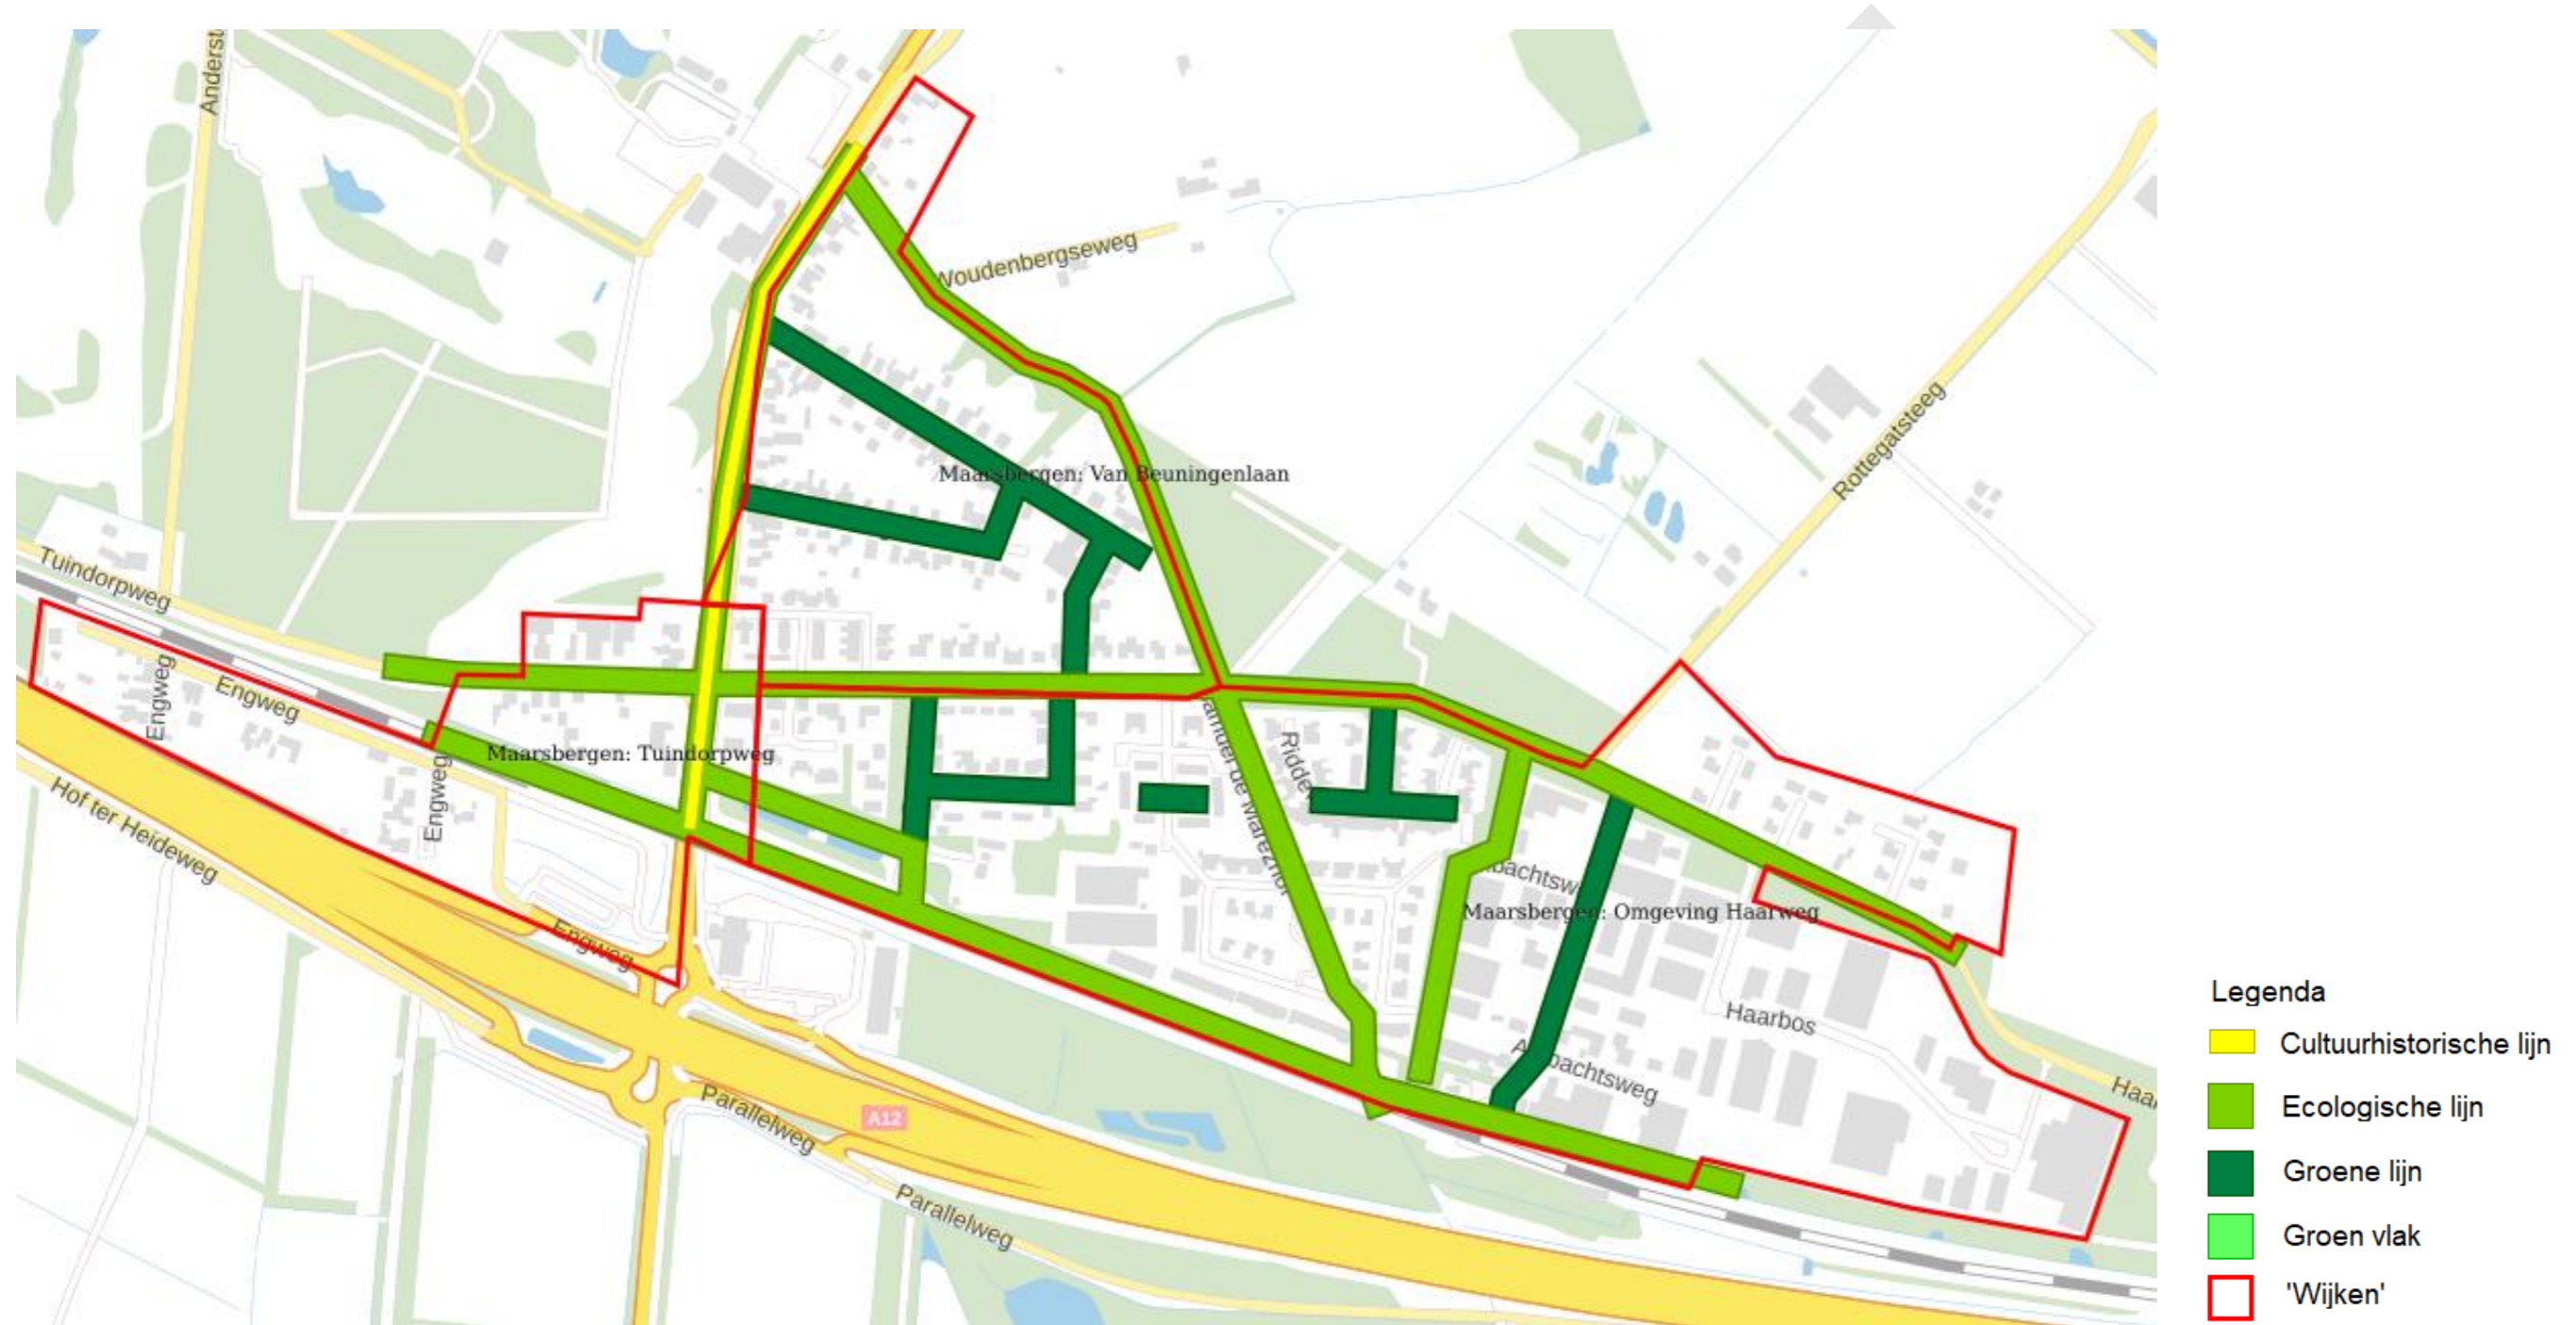 Anderst
Woudenbergseweg
Rottegatsteeg
Maarsbergen: Van Beuningenlaan
Tuindorpweg
Engweg
Engweg
Engweg
Maarsbergen: Tuindorpweg
Hof ter Heideweg
Engweg
Maarsbergen: Omgeving Haarweg
Haarbos
Parallelweg
A12
Parallelweg
Legenda
Cultuurhistorische lijn
Ecologische lijn
Groene lijn
Groen vlak
'Wijken'